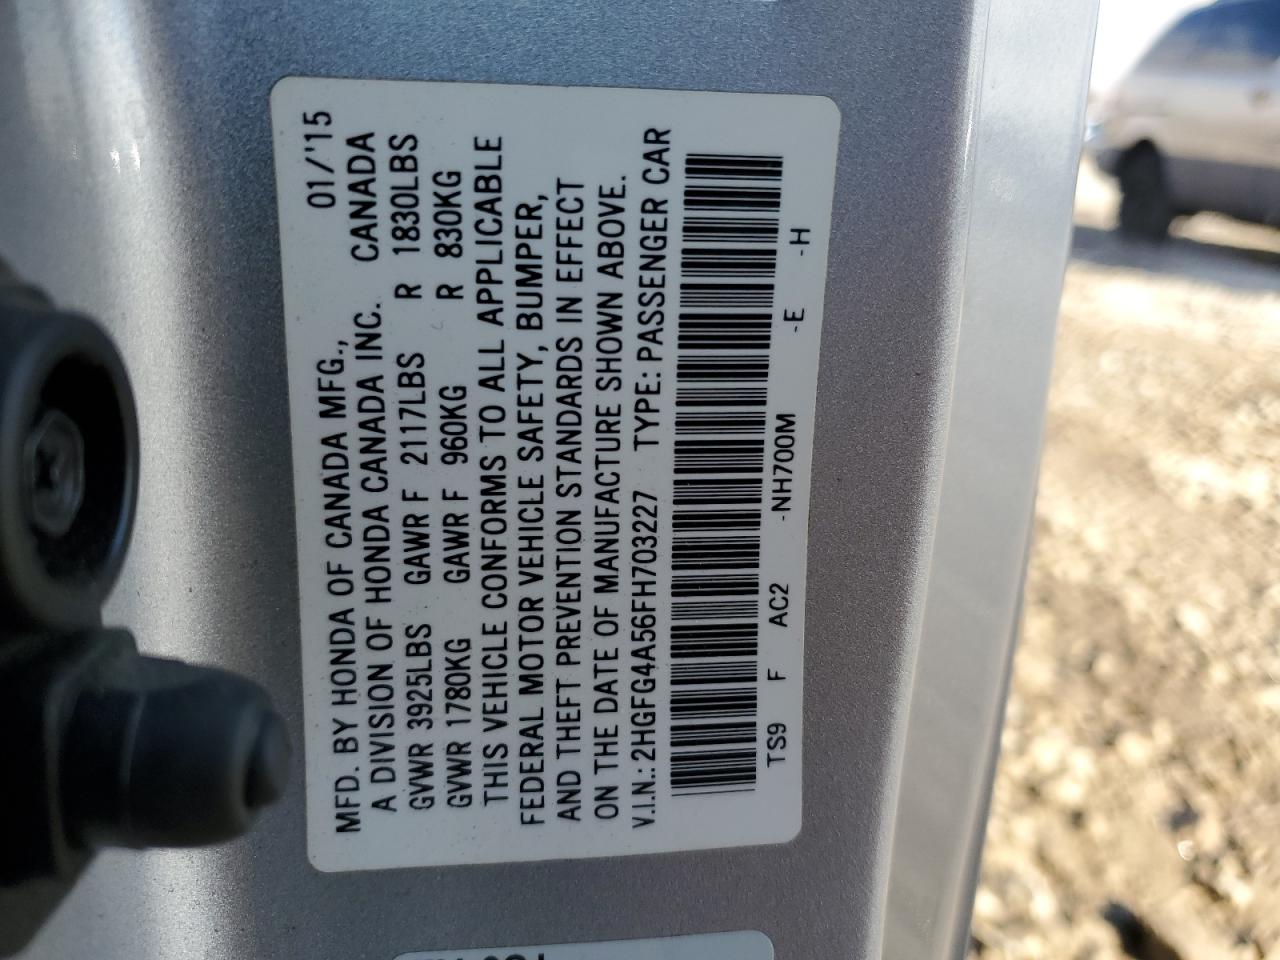 MFD. BY HONDA OF CANADA MFG., 01/'15
A DIVISION OF HONDA CANADA INC. CANADA
GVWR 3925LBS GAWR F 2117LBS R 1830LBS
GVWR 1780KG GAWR F 960KG R 830KG
THIS VEHICLE CONFORMS TO ALL APPLICABLE
FEDERAL MOTOR VEHICLE SAFETY, BUMPER,
AND THEFT PREVENTION STANDARDS IN EFFECT
ON THE DATE OF MANUFACTURE SHOWN ABOVE.
V.I.N.: 2HGFG4A56FH703227 TYPE: PASSENGER CAR
TS9 F AC2 -NH700M -E -H